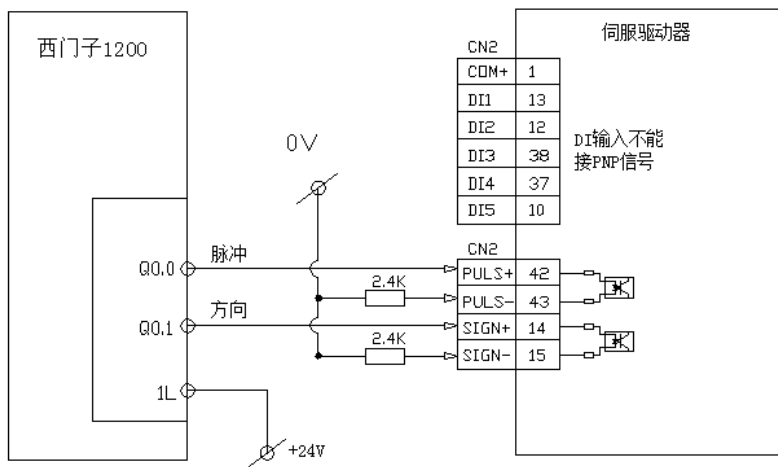 西门子1200
伺服驱动器
CN2
COM+ 1
DI1 13
DI2 12
DI3 38
DI4 37
DI5 10
DI输入不能
接PNP信号
0V
CN2
Q0.0
脉冲
PULS+ 42
2.4K
PULS- 43
Q0.1
方向
SIGN+ 14
2.4K
SIGN- 15
1L
+24V